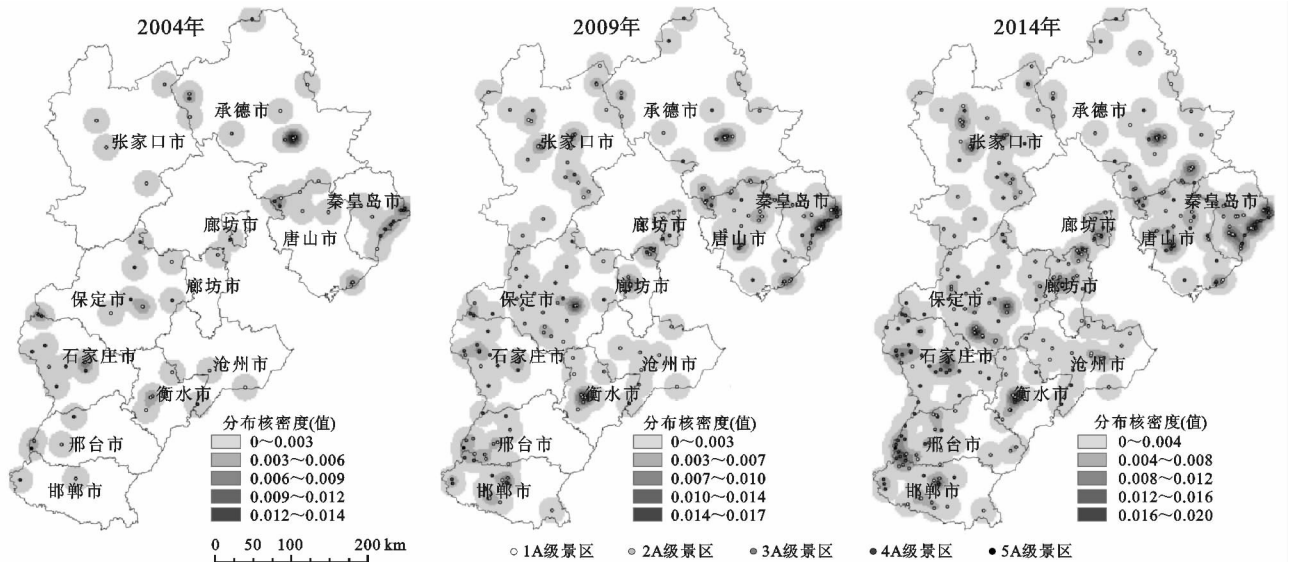 2004年
承德市
张家口市
秦皇岛市
廊坊市
唐山市
廊坊市
保定市
石家庄市
沧州市
衡水市
邢台市
邯郸市
分布核密度(值)
0～0.003
0.003～0.006
0.006～0.009
0.009～0.012
0.012～0.014
0 50 100 200 km
2009年
承德市
张家口市
秦皇岛市
廊坊市
唐山市
廊坊市
保定市
石家庄市
沧州市
衡水市
邢台市
邯郸市
分布核密度(值)
0～0.003
0.003～0.007
0.007～0.010
0.010～0.014
0.014～0.017
2014年
承德市
张家口市
秦皇岛市
廊坊市
唐山市
廊坊市
保定市
石家庄市
沧州市
衡水市
邢台市
邯郸市
分布核密度(值)
0～0.004
0.004～0.008
0.008～0.012
0.012～0.016
0.016～0.020
1A级景区 2A级景区 3A级景区 4A级景区 5A级景区